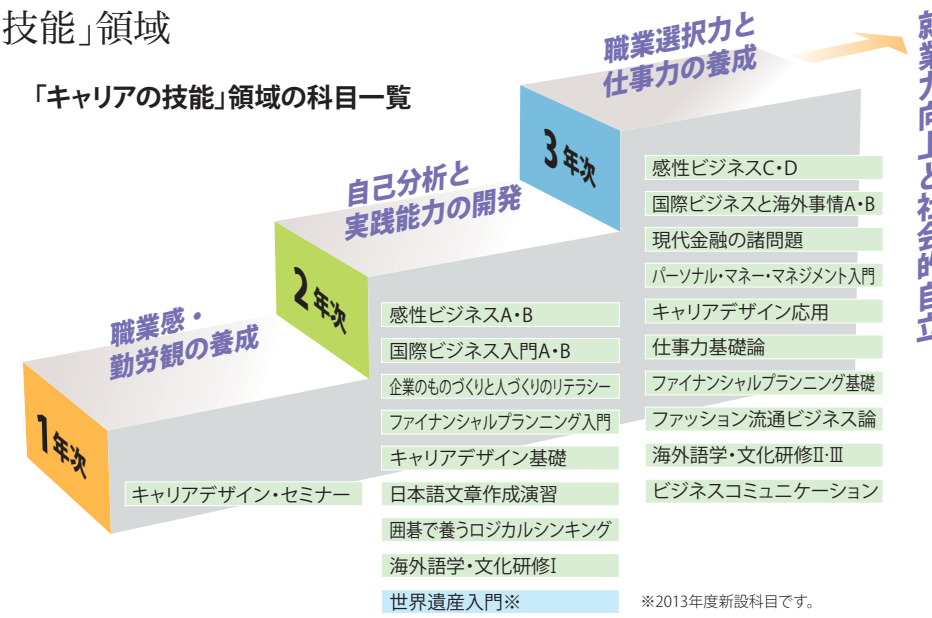 技能」領域
「キャリアの技能」領域の科目一覧
1年次
職業感・
勤労観の養成
キャリアデザイン・セミナー
2年次
自己分析と
実践能力の開発
感性ビジネスA・B
国際ビジネス入門A・B
企業のものづくりと人づくりのリテラシー
ファイナンシャルプランニング入門
キャリアデザイン基礎
日本語文章作成演習
囲碁で養うロジカルシンキング
海外語学・文化研修I
世界遺産入門※
3年次
職業選択力と
仕事力の養成
感性ビジネスC・D
国際ビジネスと海外事情A・B
現代金融の諸問題
パーソナル・マネー・マネジメント入門
キャリアデザイン応用
仕事力基礎論
ファイナンシャルプランニング基礎
ファッション流通ビジネス論
海外語学・文化研修II・III
ビジネスコミュニケーション
就業力向上と社会的自立
※2013年度新設科目です。